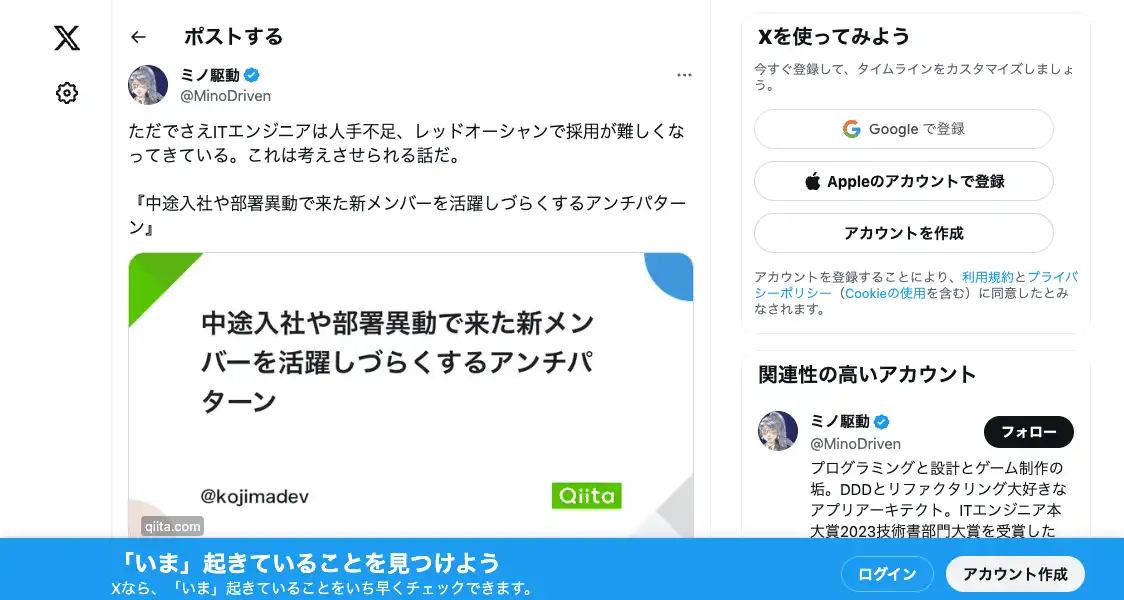 ポストする
ミノ駆動
@MinoDriven
ただでさえITエンジニアは人手不足、レッドオーシャンで採用が難しくな
ってきている。これは考えさせられる話だ。
『中途入社や部署異動で来た新メンバーを活躍しづらくするアンチパター
ン』
中途入社や部署異動で来た新メン
バーを活躍しづらくするアンチパ
ターン
@kojimadev
Qiita
qiita.com
Xを使ってみよう
今すぐ登録して、タイムラインをカスタマイズしましょ
う。
Google で登録
Appleのアカウントで登録
アカウントを作成
アカウントを登録することにより、利用規約とプライバ
シーポリシー（Cookieの使用を含む）に同意したとみ
なされます。
関連性の高いアカウント
ミノ駆動
@MinoDriven
フォロー
プログラミングと設計とゲーム制作の
垢。DDDとリファクタリング大好きな
アプリアーキテクト。ITエンジニア本
大賞2023技術書部門大賞を受賞した
「いま」起きていることを見つけよう
Xなら、「いま」起きていることをいち早くチェックできます。
ログイン
アカウント作成